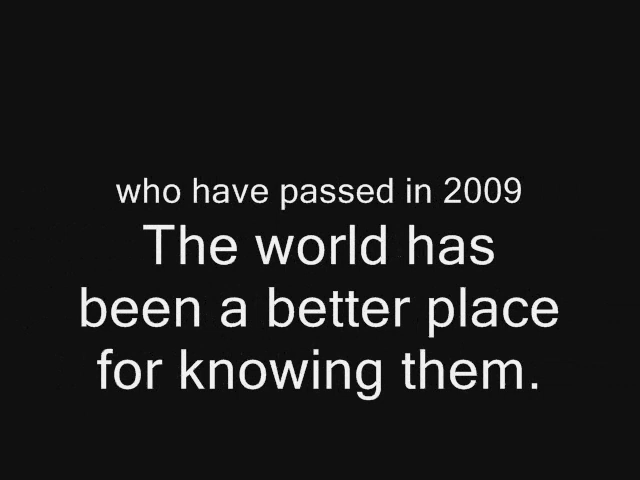 who have passed in 2009
The world has
been a better place
for knowing them.